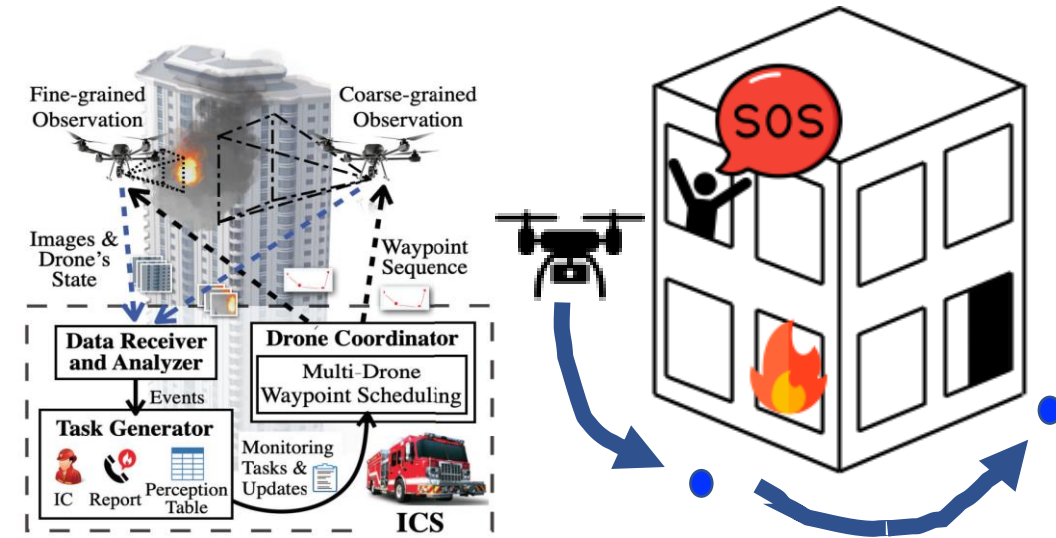 Fine-grained
Observation
Coarse-grained
Observation
Images &
Drone's
State
Waypoint
Sequence
Data Receiver
and Analyzer
Drone Coordinator
Multi-Drone
Waypoint Scheduling
Events
Task Generator
IC
Report
Perception
Table
Monitoring
Tasks &
Updates
ICS
SOS